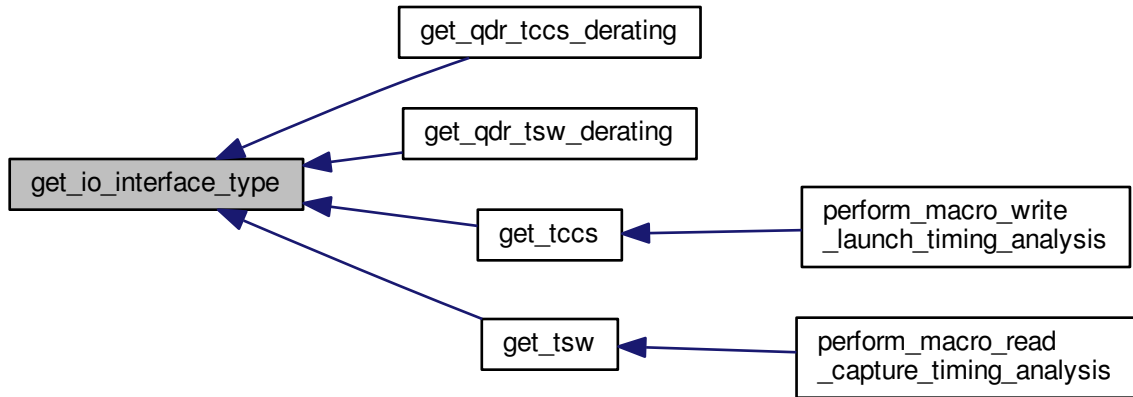 get_qdr_tccs_derating
get_qdr_tsw_derating
get_io_interface_type
get_tccs
perform_macro_write
_launch_timing_analysis
get_tsw
perform_macro_read
_capture_timing_analysis